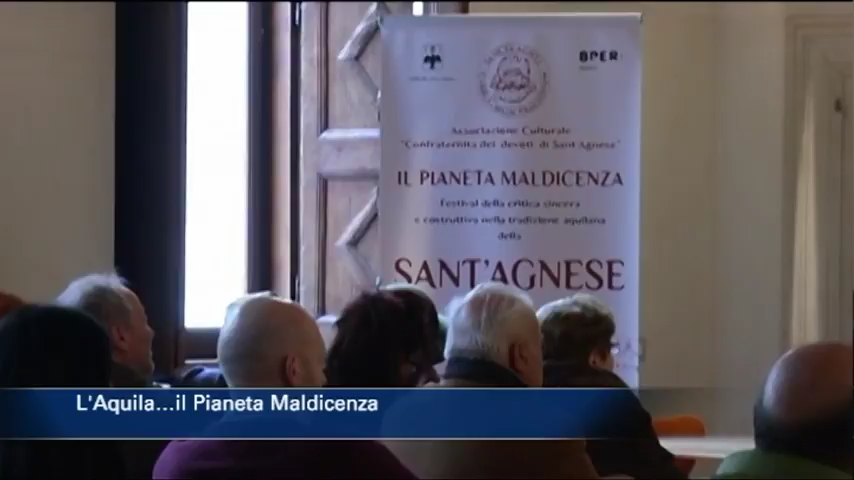 BPER:
Associazione Culturale
"Confraternita dei devoti di Sant'Agnese"
IL PIANETA MALDICENZA
Festival della critica sincera
e costruttiva nella tradizione aquilana
della
SANT'AGNESE
L'Aquila...il Pianeta Maldicenza